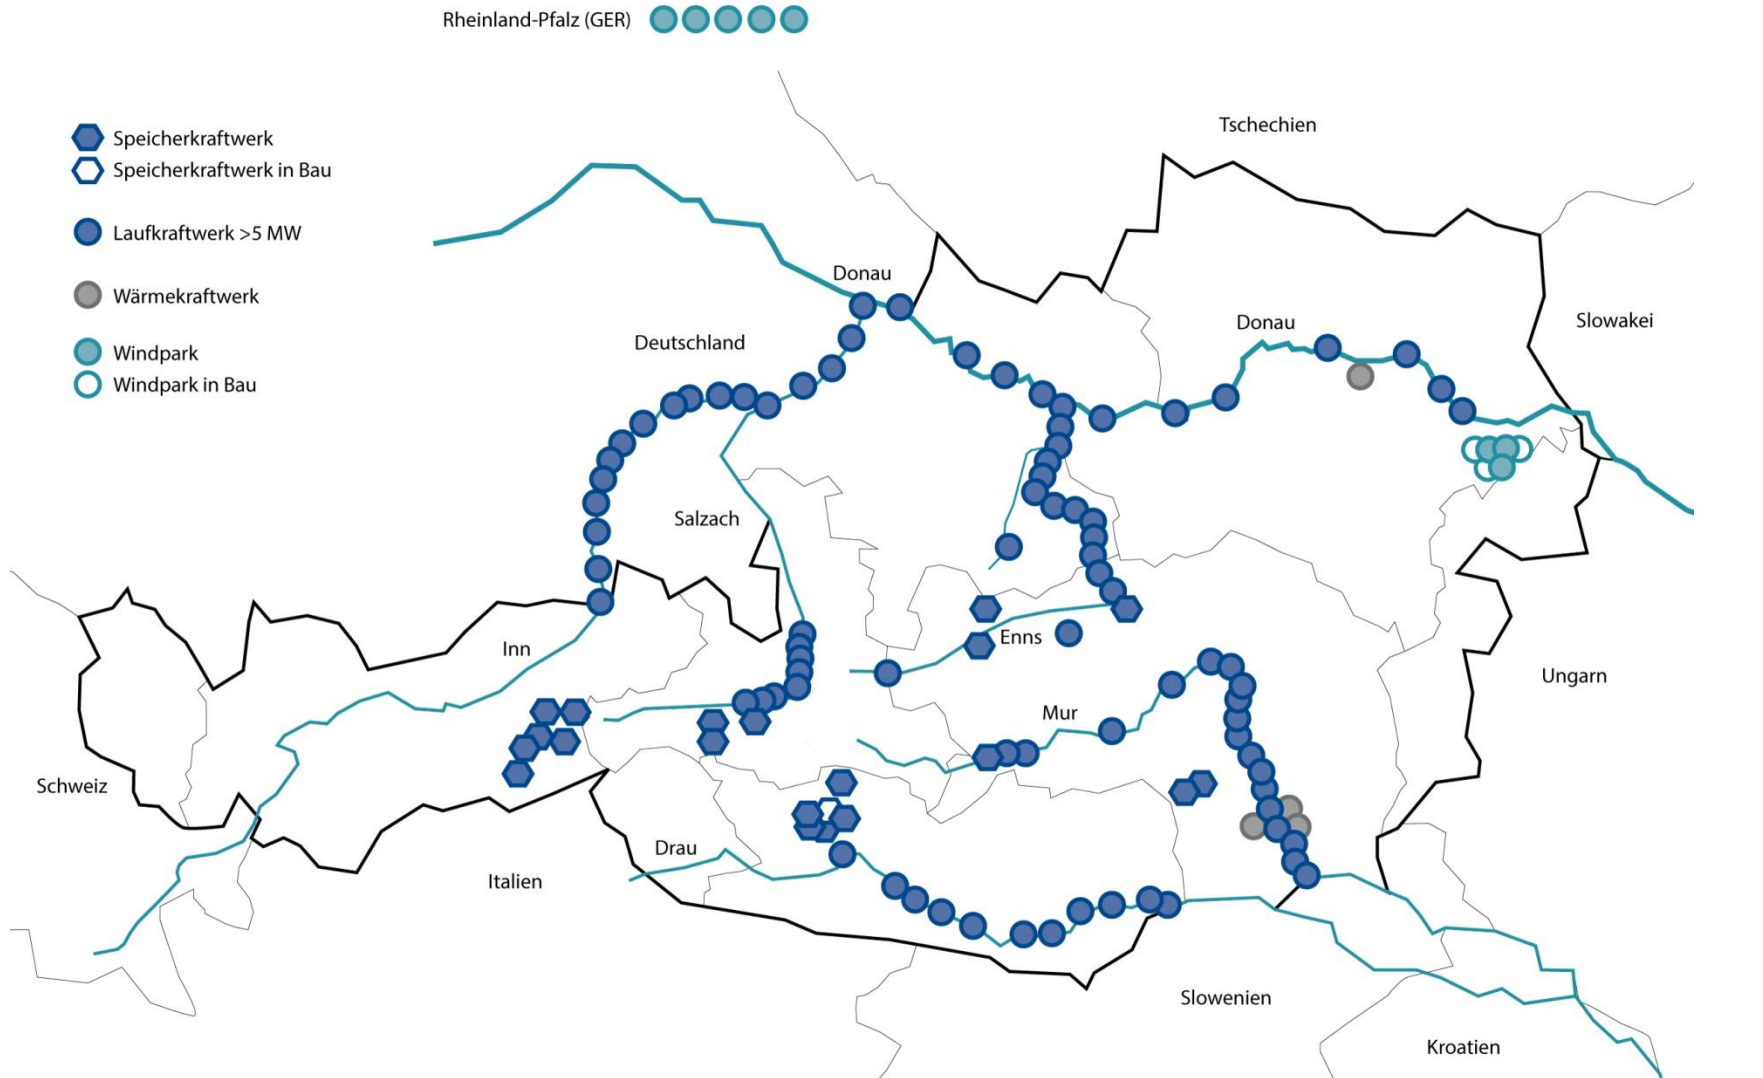 Rheinland-Pfalz (GER)
Speicherkraftwerk
Speicherkraftwerk in Bau
Laufkraftwerk >5 MW
Wärmekraftwerk
Windpark
Windpark in Bau
Tschechien
Donau
Deutschland
Donau
Slowakei
Salzach
Inn
Enns
Ungarn
Mur
Schweiz
Drau
Italien
Slowenien
Kroatien